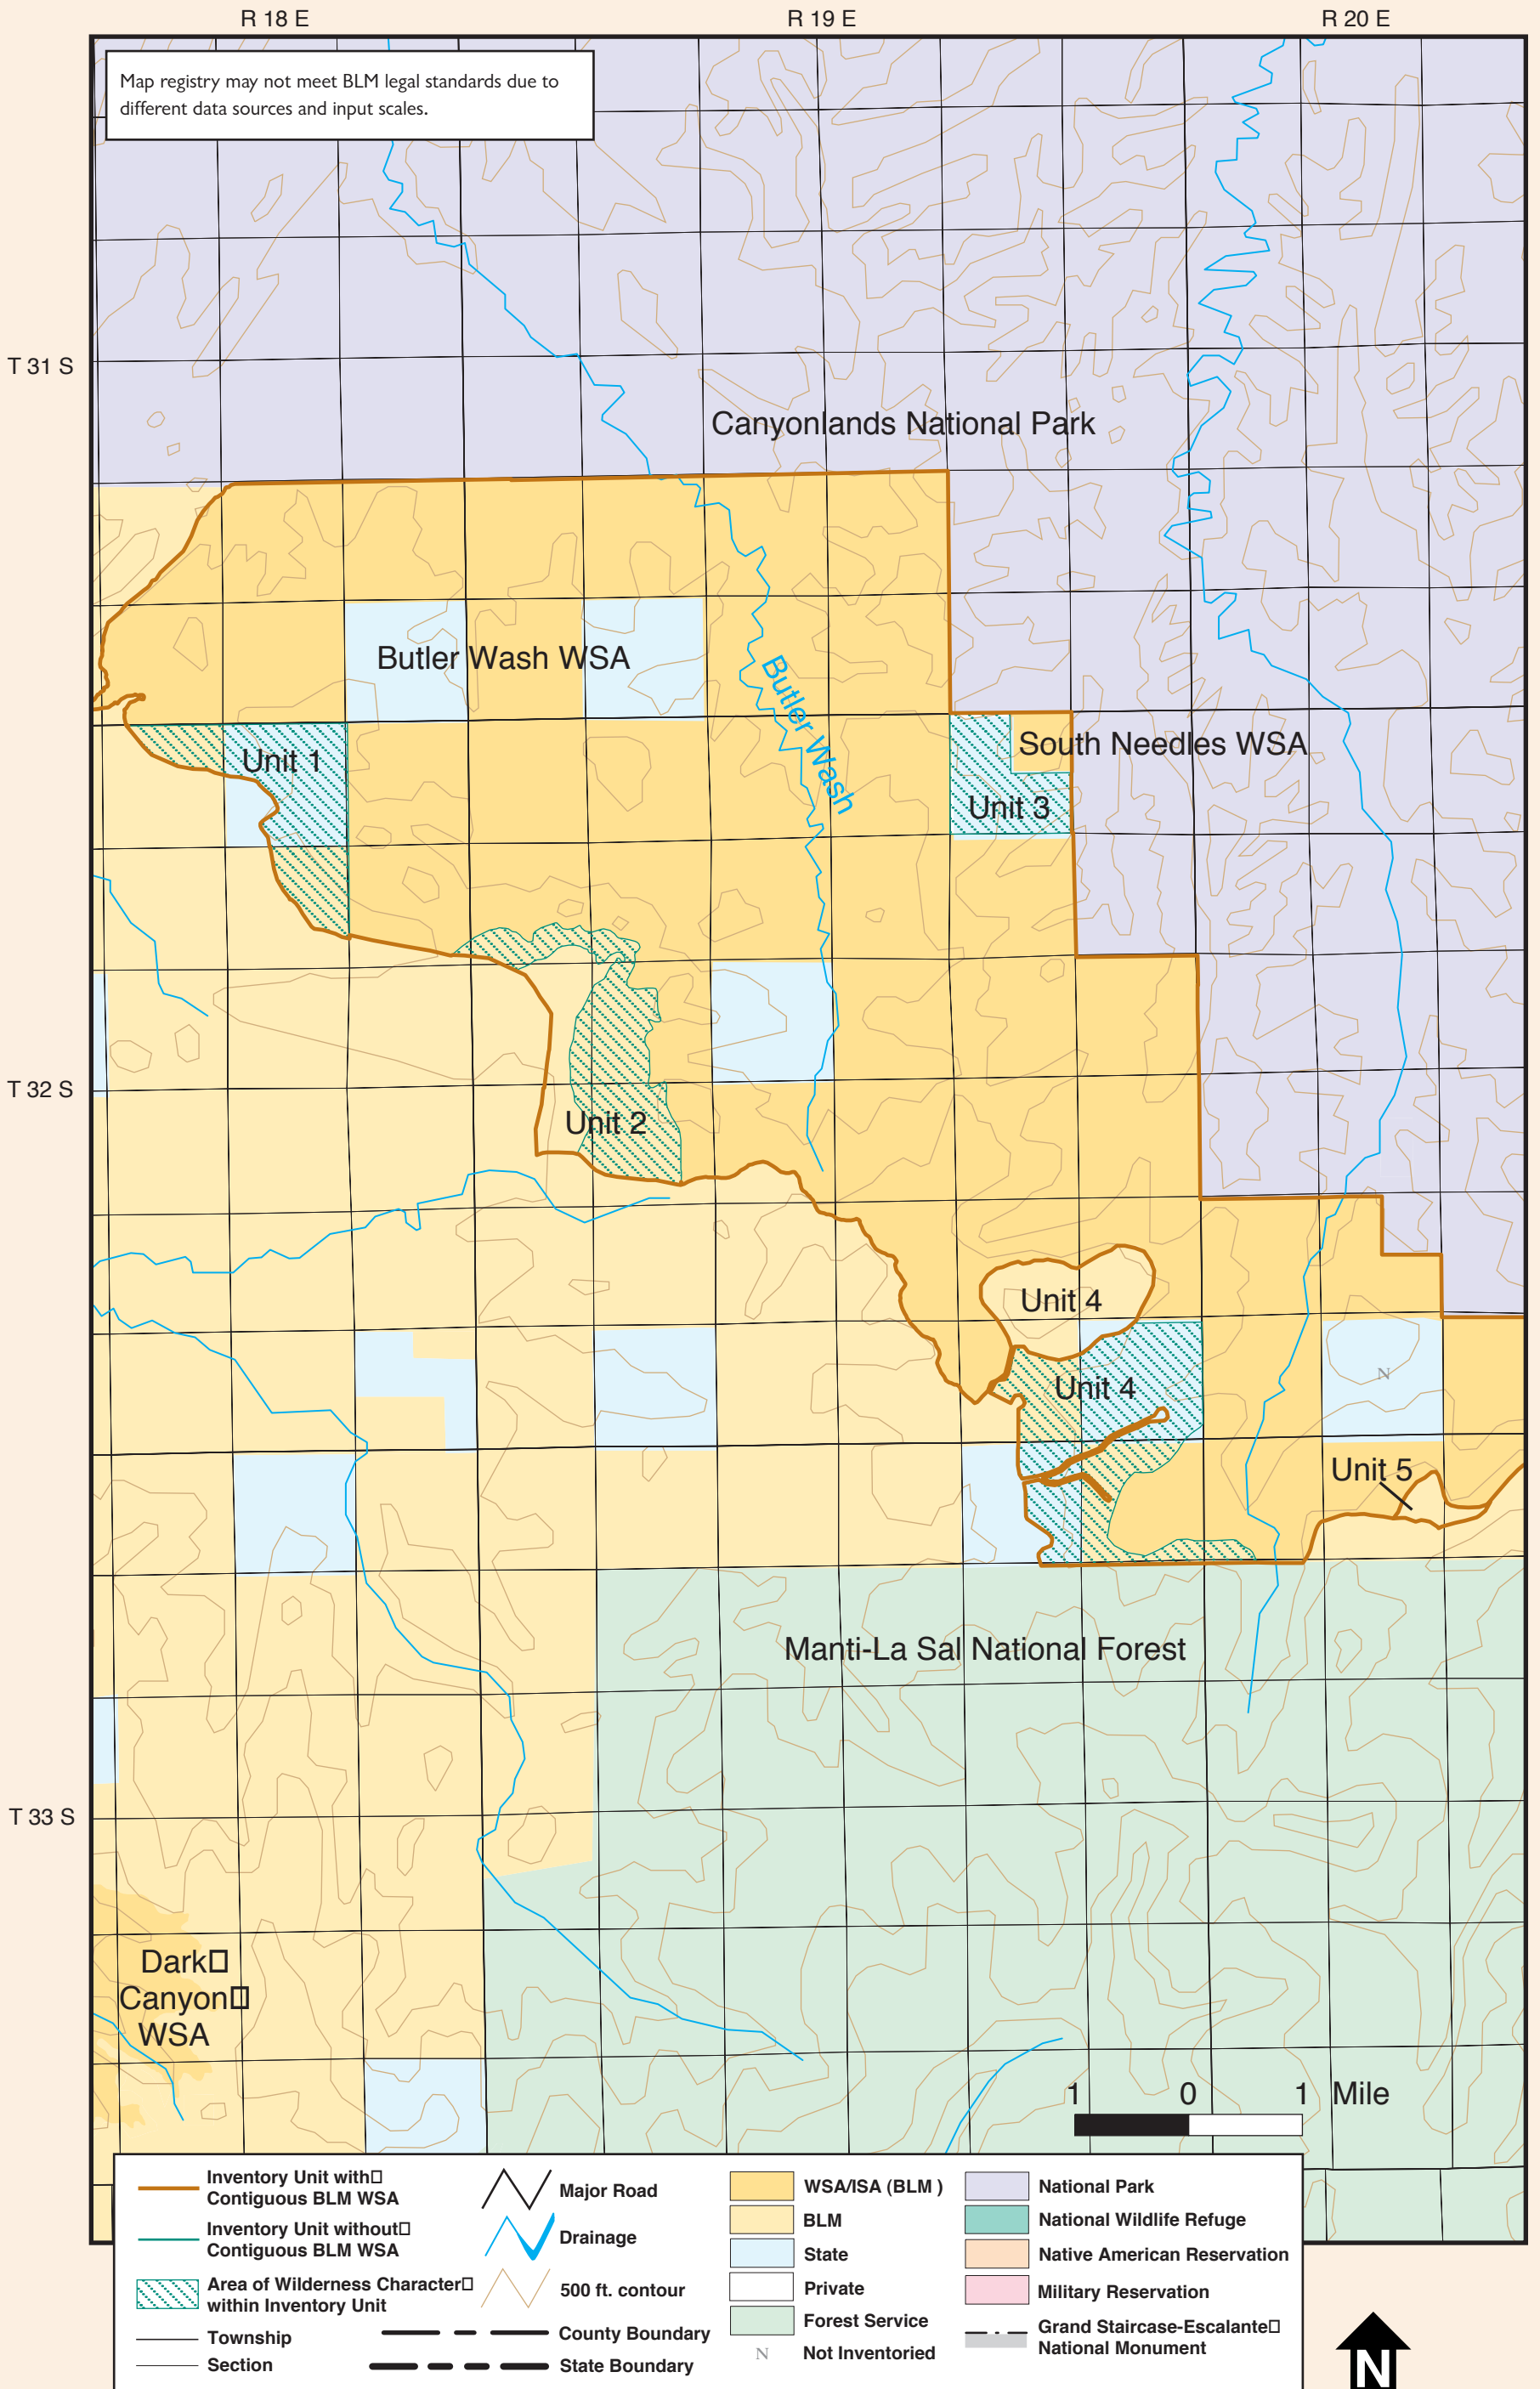 R 18 E
R 19 E
R 20 E
Map registry may not meet BLM legal standards due to
different data sources and input scales.
T 31 S
Canyonlands National Park
Butler Wash WSA
Butler Wash
Unit 1
South Needles WSA
Unit 3
T 32 S
Unit 2
Unit 4
N
Unit 4
Unit 5
Manti-La Sal National Forest
T 33 S
Dark□
Canyon□
WSA
1 0 1 Mile
Inventory Unit with□
Contiguous BLM WSA
Inventory Unit without□
Contiguous BLM WSA
Area of Wilderness Character□
within Inventory Unit
Township
Section
Major Road
Drainage
500 ft. contour
County Boundary
State Boundary
WSA/ISA (BLM )
BLM
State
Private
Forest Service
N Not Inventoried
National Park
National Wildlife Refuge
Native American Reservation
Military Reservation
Grand Staircase-Escalante□
National Monument
N